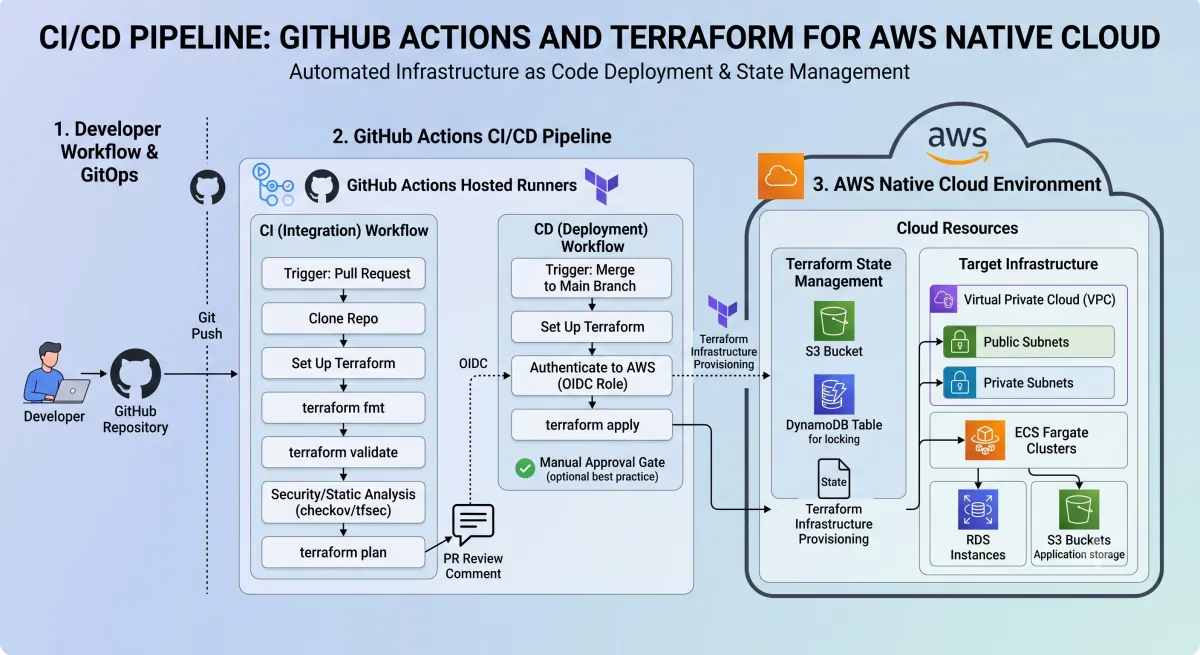 CI/CD PIPELINE: GITHUB ACTIONS AND TERRAFORM FOR AWS NATIVE CLOUD
Automated Infrastructure as Code Deployment & State Management
1. Developer
Workflow &
GitOps
Developer
GitHub
Repository
Git
Push
2. GitHub Actions CI/CD Pipeline
GitHub Actions Hosted Runners
CI (Integration) Workflow
Trigger: Pull Request
Clone Repo
Set Up Terraform
terraform fmt
terraform validate
Security/Static Analysis
(checkov/tfsec)
terraform plan
PR Review
Comment
OIDC
CD (Deployment)
Workflow
Trigger: Merge
to Main Branch
Set Up Terraform
Authenticate to AWS
(OIDC Role)
terraform apply
Manual Approval Gate
(optional best practice)
Terraform
Infrastructure
Provisioning
aws
3. AWS Native Cloud Environment
Cloud Resources
Terraform State
Management
S3 Bucket
DynamoDB Table
for locking
State
Terraform
Infrastructure
Provisioning
Target Infrastructure
Virtual Private Cloud (VPC)
Public Subnets
Private Subnets
ECS Fargate
Clusters
RDS
Instances
S3 Buckets
Application storage